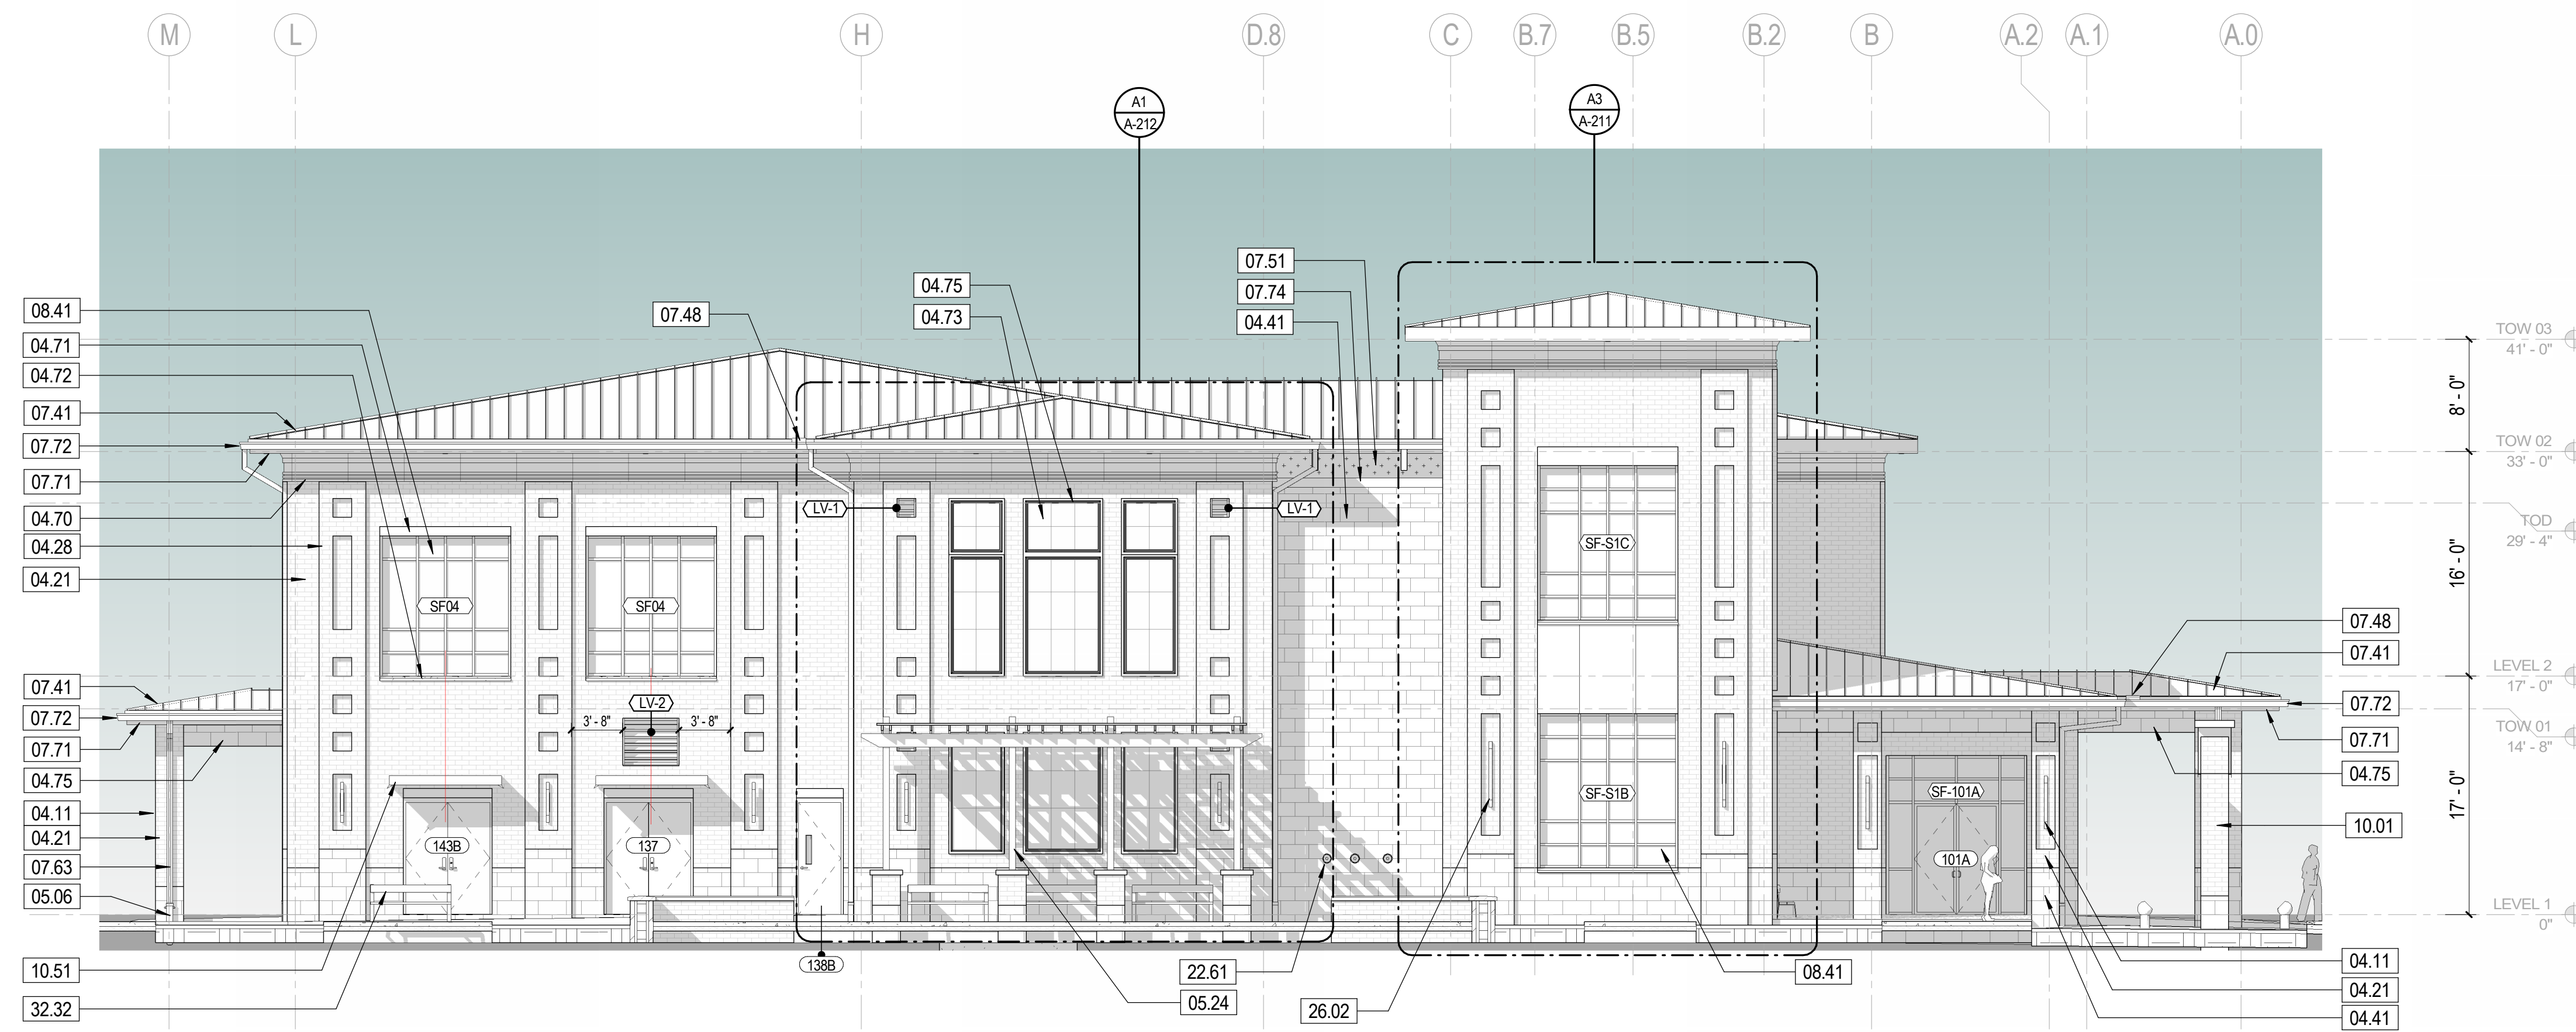 M
L
H
D.8
C
B.7
B.5
B.2
B
A.2
A.1
A.0
A1
A-212
A3
A-211
07.51
07.74
04.41
04.75
04.73
07.48
08.41
04.71
04.72
07.41
07.72
07.71
04.70
04.28
04.21
07.41
07.72
07.71
04.75
04.11
04.21
07.63
05.06
10.51
32.32
LV-1
LV-1
SF04
SF04
LV-2
3' - 8"
3' - 8"
143B
137
138B
SF-S1C
SF-S1B
SF-101A
101A
22.61
05.24
26.02
08.41
TOW 03
41' - 0"
8' - 0"
TOW 02
33' - 0"
TOD
29' - 4"
16' - 0"
LEVEL 2
17' - 0"
TOW 01
14' - 8"
17' - 0"
LEVEL 1
0"
07.48
07.41
07.72
07.71
04.75
10.01
04.11
04.21
04.41